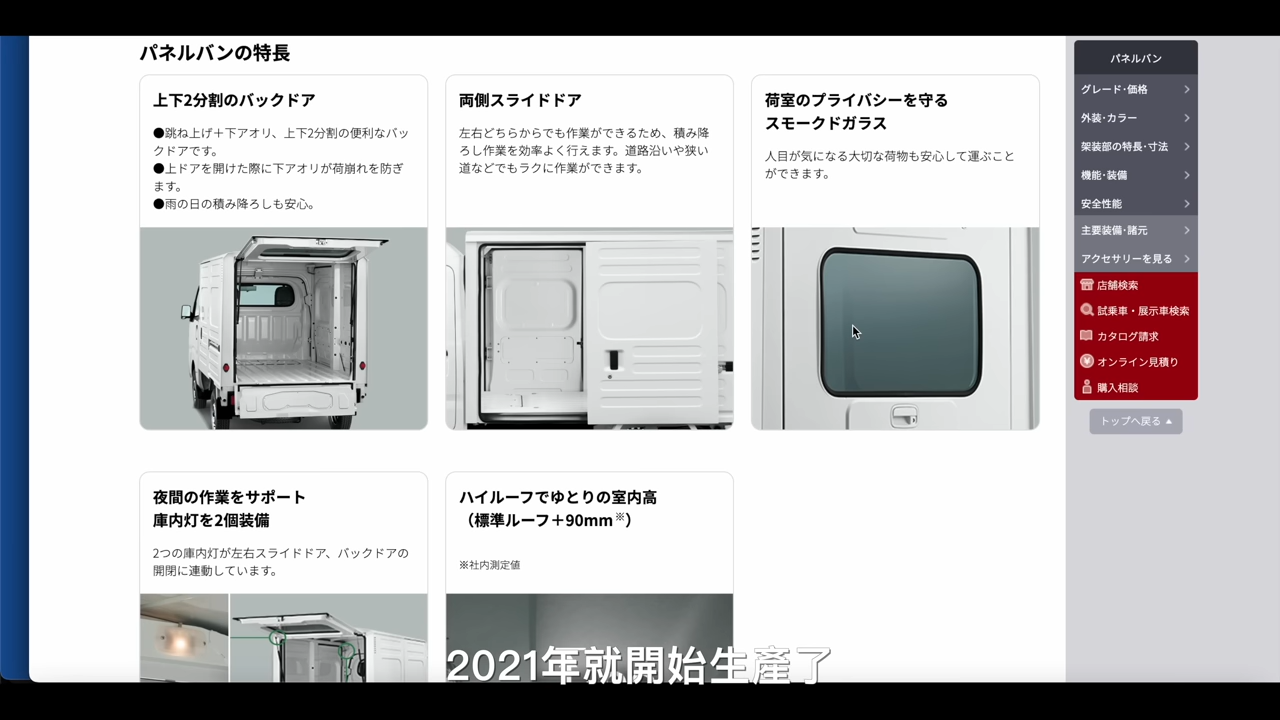 パネルバンの特長
上下2分割のバックドア
●跳ね上げ＋下アオリ、上下2分割の便利なバッ
クドアです。
●上ドアを開けた際に下アオリが荷崩れを防ぎ
ます。
●雨の日の積み降ろしも安心。
両側スライドドア
左右どちらからでも作業ができるため、積み降
ろし作業を効率よく行えます。道路沿いや狭い
道などでもラクに作業ができます。
荷室のプライバシーを守る
スモークドガラス
人目が気になる大切な荷物も安心して運ぶこと
ができます。
夜間の作業をサポート
庫内灯を2個装備
2つの庫内灯が左右スライドドア、バックドアの
開閉に連動しています。
ハイルーフでゆとりの室内高
（標準ルーフ＋90mm※）
※社内測定値
パネルバン
グレード・価格
外装・カラー
架装部の特長・寸法
機能・装備
安全性能
主要装備・諸元
アクセサリーを見る
店舗検索
試乗車・展示車検索
カタログ請求
オンライン見積り
購入相談
トップへ戻る
2021年就開始生產了